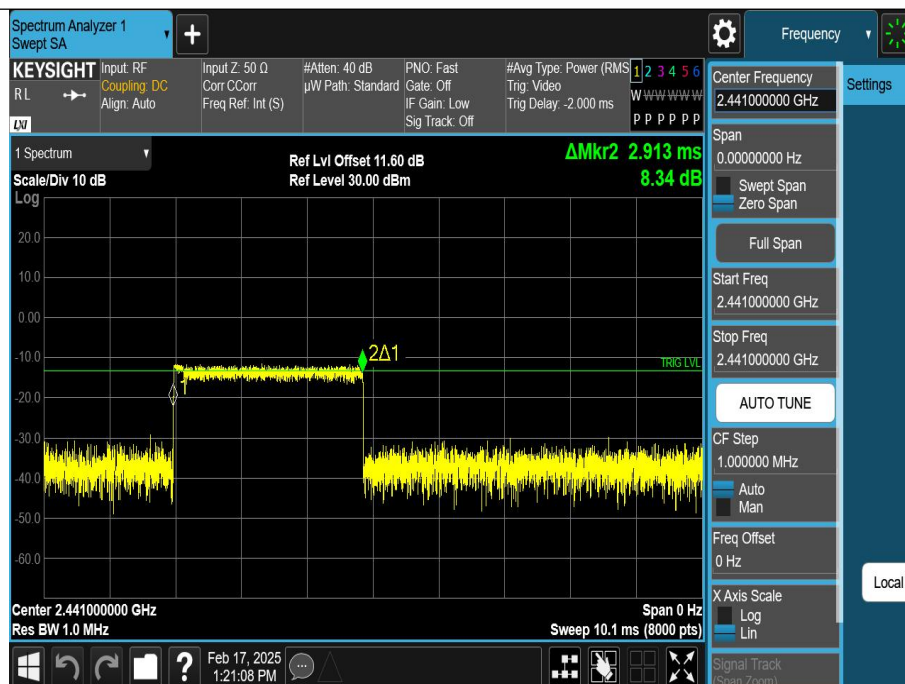 Spectrum Analyzer 1
Swept SA
Frequency
KEYSIGHT
RL
LXI
Input: RF
Coupling: DC
Align: Auto
Input Z: 50 Ω
Corr CCorr
Freq Ref: Int (S)
#Atten: 40 dB
µW Path: Standard
PNO: Fast
Gate: Off
IF Gain: Low
Sig Track: Off
#Avg Type: Power (RMS
Trig: Video
Trig Delay: -2.000 ms
1 2 3 4 5 6
W W W W W W
P P P P P P
1 Spectrum
Scale/Div 10 dB
Log
Ref Lvl Offset 11.60 dB
Ref Level 30.00 dBm
ΔMkr2 2.913 ms
8.34 dB
20.0
10.0
0.00
-10.0
-20.0
-30.0
-40.0
-50.0
-60.0
2Δ1
1
TRIG LVL
Center 2.441000000 GHz
Res BW 1.0 MHz
Span 0 Hz
Sweep 10.1 ms (8000 pts)
Feb 17, 2025
1:21:08 PM
Center Frequency
2.441000000 GHz
Span
0.00000000 Hz
Swept Span
Zero Span
Full Span
Start Freq
2.441000000 GHz
Stop Freq
2.441000000 GHz
AUTO TUNE
CF Step
1.000000 MHz
Auto
Man
Freq Offset
0 Hz
X Axis Scale
Log
Lin
Signal Track
(Span Zoom)
Settings
Local